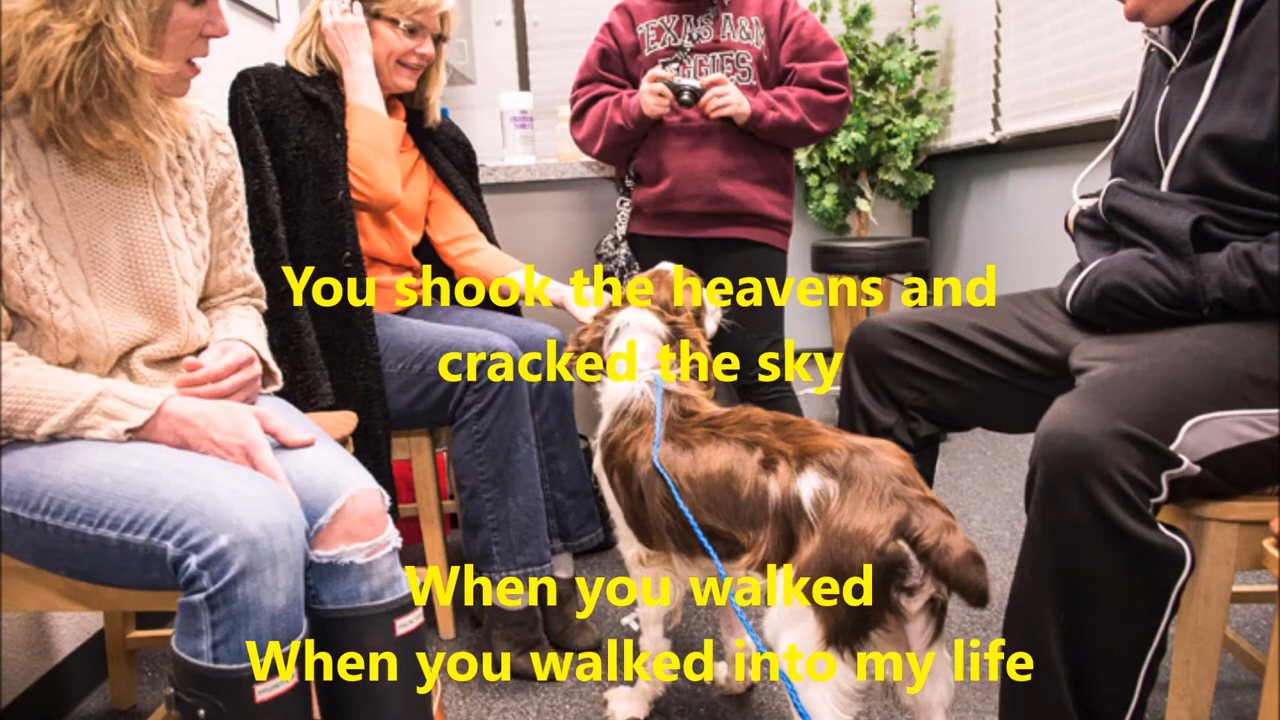 TEXAS A&M
AGGIES
You shook the heavens and
cracked the sky
When you walked
When you walked into my life